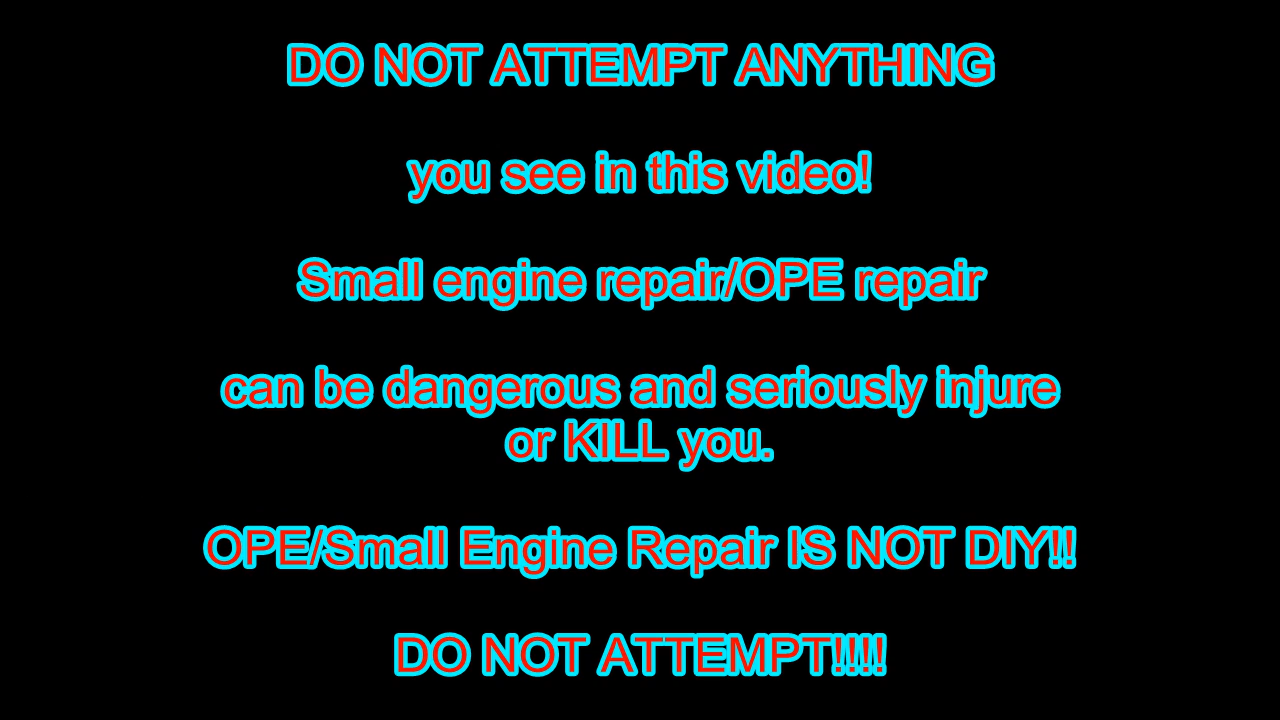 DO NOT ATTEMPT ANYTHING
you see in this video!
Small engine repair/OPE repair
can be dangerous and seriously injure
or KILL you.
OPE/Small Engine Repair IS NOT DIY!!
DO NOT ATTEMPT!!!!